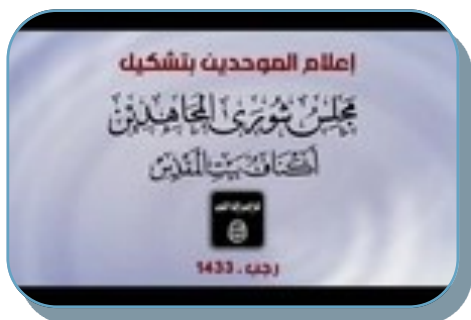 إعلام الموحدين بتشكيل
مجلس شورى المجاهدين
أكناف بيت المقدس
رجب . 1433